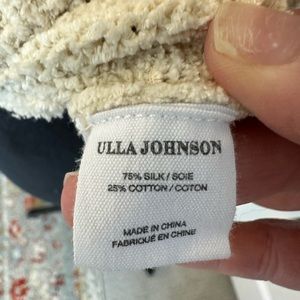 ULLA JOHNSON
75% SILK / SOIE
25% COTTON / COTON
MADE IN CHINA
FABRIQUÉ EN CHINE